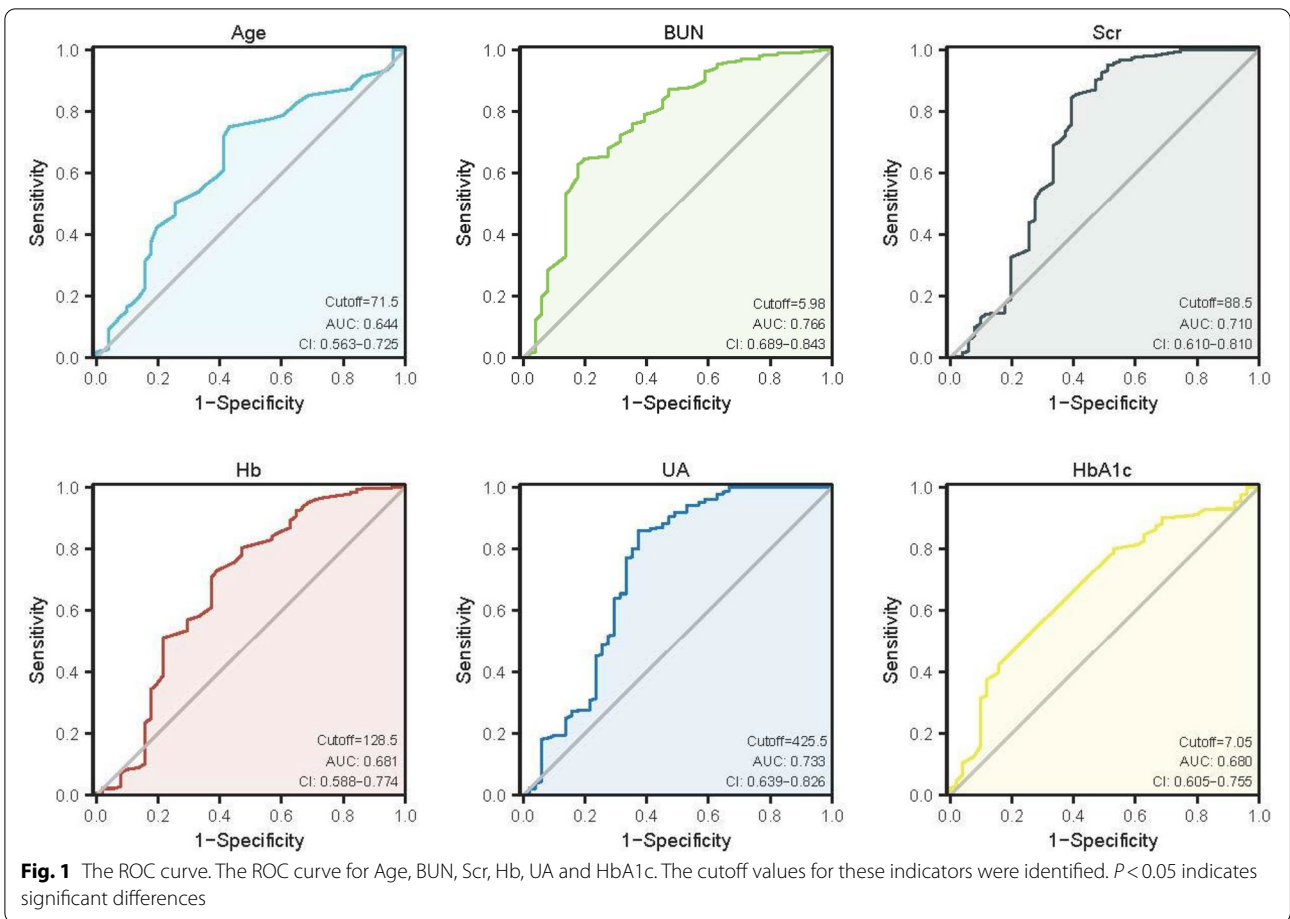 Age
1.0
0.8
0.6
0.4
0.2
0.0
Sensitivity
Cutoff=71.5
AUC: 0.644
CI: 0.563–0.725
0.0 0.2 0.4 0.6 0.8 1.0
1−Specificity
BUN
1.0
0.8
0.6
0.4
0.2
0.0
Sensitivity
Cutoff=5.98
AUC: 0.766
CI: 0.689–0.843
0.0 0.2 0.4 0.6 0.8 1.0
1−Specificity
Scr
1.0
0.8
0.6
0.4
0.2
0.0
Sensitivity
Cutoff=88.5
AUC: 0.710
CI: 0.610–0.810
0.0 0.2 0.4 0.6 0.8 1.0
1−Specificity
Hb
1.0
0.8
0.6
0.4
0.2
0.0
Sensitivity
Cutoff=128.5
AUC: 0.681
CI: 0.588–0.774
0.0 0.2 0.4 0.6 0.8 1.0
1−Specificity
UA
1.0
0.8
0.6
0.4
0.2
0.0
Sensitivity
Cutoff=425.5
AUC: 0.733
CI: 0.639–0.826
0.0 0.2 0.4 0.6 0.8 1.0
1−Specificity
HbA1c
1.0
0.8
0.6
0.4
0.2
0.0
Sensitivity
Cutoff=7.05
AUC: 0.680
CI: 0.605–0.755
0.0 0.2 0.4 0.6 0.8 1.0
1−Specificity
Fig. 1 The ROC curve. The ROC curve for Age, BUN, Scr, Hb, UA and HbA1c. The cutoff values for these indicators were identified. P < 0.05 indicates
significant differences